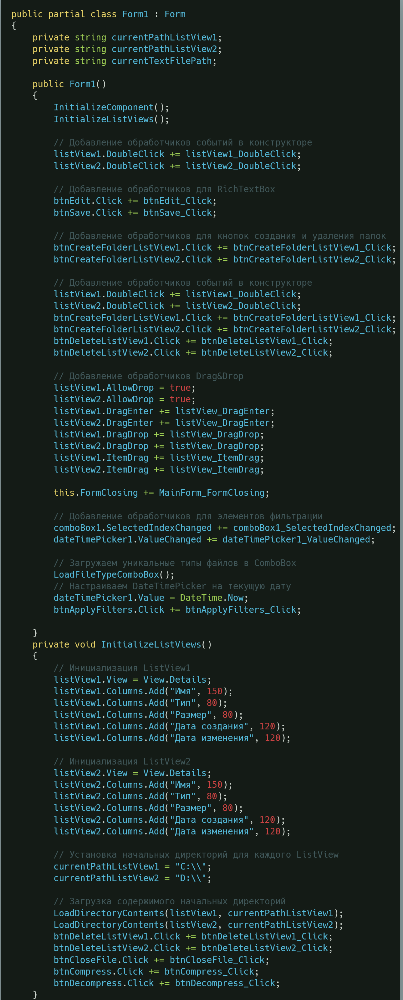 public partial class Form1 : Form
{
    private string currentPathListView1;
    private string currentPathListView2;
    private string currentTextFilePath;

    public Form1()
    {
        InitializeComponent();
        InitializeListViews();

        // Добавление обработчиков событий в конструкторе
        listView1.DoubleClick += listView1_DoubleClick;
        listView2.DoubleClick += listView2_DoubleClick;

        // Добавление обработчиков для RichTextBox
        btnEdit.Click += btnEdit_Click;
        btnSave.Click += btnSave_Click;

        // Добавление обработчиков для кнопок создания и удаления папок
        btnCreateFolderListView1.Click += btnCreateFolderListView1_Click;
        btnCreateFolderListView2.Click += btnCreateFolderListView2_Click;

        // Добавление обработчиков событий в конструкторе
        listView1.DoubleClick += listView1_DoubleClick;
        listView2.DoubleClick += listView2_DoubleClick;
        btnCreateFolderListView1.Click += btnCreateFolderListView1_Click;
        btnCreateFolderListView2.Click += btnCreateFolderListView2_Click;
        btnDeleteListView1.Click += btnDeleteListView1_Click;
        btnDeleteListView2.Click += btnDeleteListView2_Click;

        // Добавление обработчиков Drag&Drop
        listView1.AllowDrop = true;
        listView2.AllowDrop = true;
        listView1.DragEnter += listView_DragEnter;
        listView2.DragEnter += listView_DragEnter;
        listView1.DragDrop += listView_DragDrop;
        listView2.DragDrop += listView_DragDrop;
        listView1.ItemDrag += listView_ItemDrag;
        listView2.ItemDrag += listView_ItemDrag;

        this.FormClosing += MainForm_FormClosing;

        // Добавление обработчиков для элементов фильтрации
        comboBox1.SelectedIndexChanged += comboBox1_SelectedIndexChanged;
        dateTimePicker1.ValueChanged += dateTimePicker1_ValueChanged;

        // Загружаем уникальные типы файлов в ComboBox
        LoadFileTypeComboBox();
        // Настраиваем DateTimePicker на текущую дату
        dateTimePicker1.Value = DateTime.Now;
        btnApplyFilters.Click += btnApplyFilters_Click;

    }
    private void InitializeListViews()
    {
        // Инициализация ListView1
        listView1.View = View.Details;
        listView1.Columns.Add("Имя", 150);
        listView1.Columns.Add("Тип", 80);
        listView1.Columns.Add("Размер", 80);
        listView1.Columns.Add("Дата создания", 120);
        listView1.Columns.Add("Дата изменения", 120);

        // Инициализация ListView2
        listView2.View = View.Details;
        listView2.Columns.Add("Имя", 150);
        listView2.Columns.Add("Тип", 80);
        listView2.Columns.Add("Размер", 80);
        listView2.Columns.Add("Дата создания", 120);
        listView2.Columns.Add("Дата изменения", 120);

        // Установка начальных директорий для каждого ListView
        currentPathListView1 = "C:\\";
        currentPathListView2 = "D:\\";

        // Загрузка содержимого начальных директорий
        LoadDirectoryContents(listView1, currentPathListView1);
        LoadDirectoryContents(listView2, currentPathListView2);
        btnDeleteListView1.Click += btnDeleteListView1_Click;
        btnDeleteListView2.Click += btnDeleteListView2_Click;
        btnCloseFile.Click += btnCloseFile_Click;
        btnCompress.Click += btnCompress_Click;
        btnDecompress.Click += btnDecompress_Click;
    }